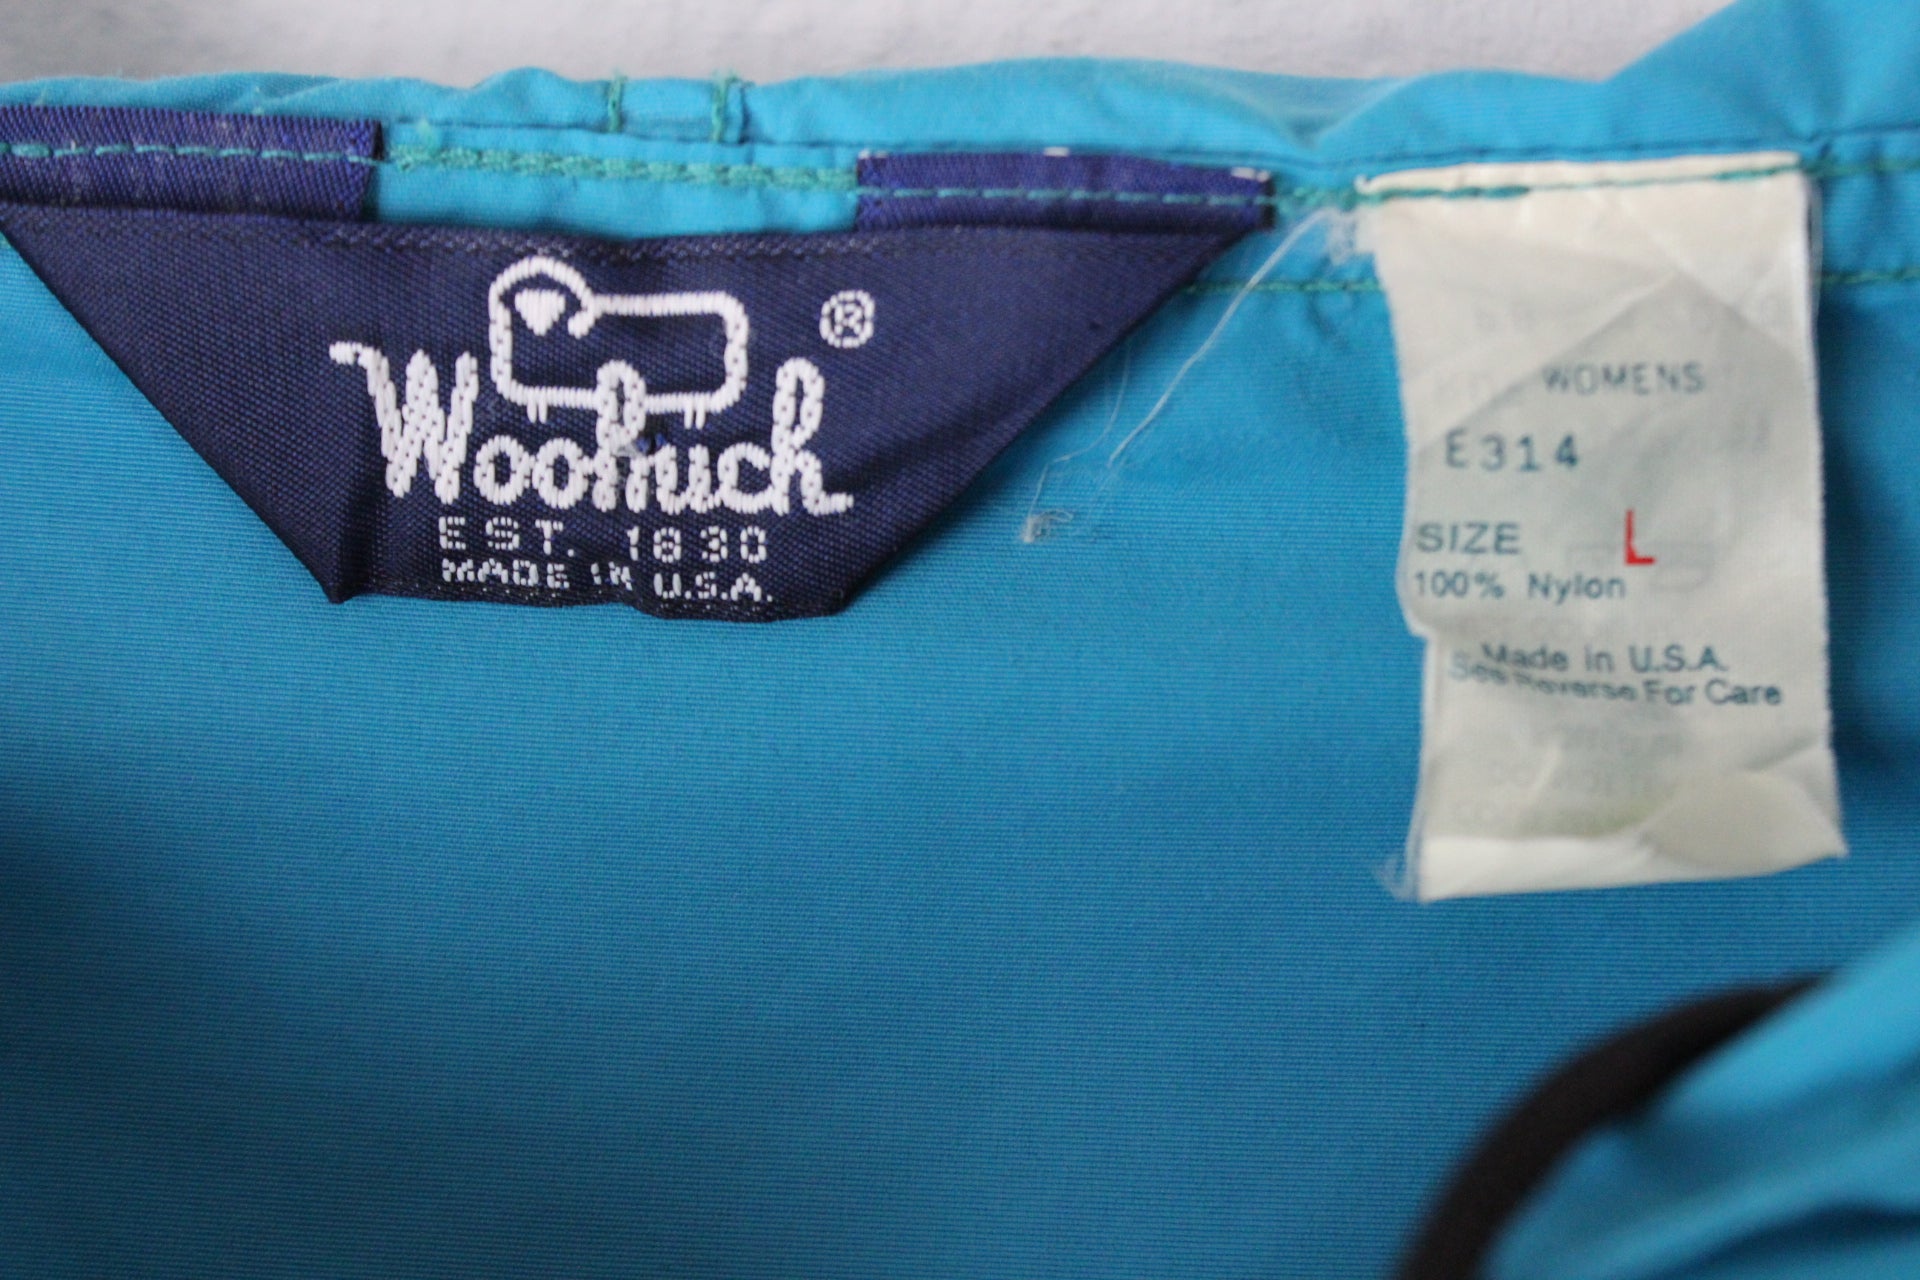 Woolrich ®
EST. 1830
MADE IN U.S.A.
WOMENS
E314
SIZE L
100% Nylon
Made in U.S.A.
See Reverse For Care